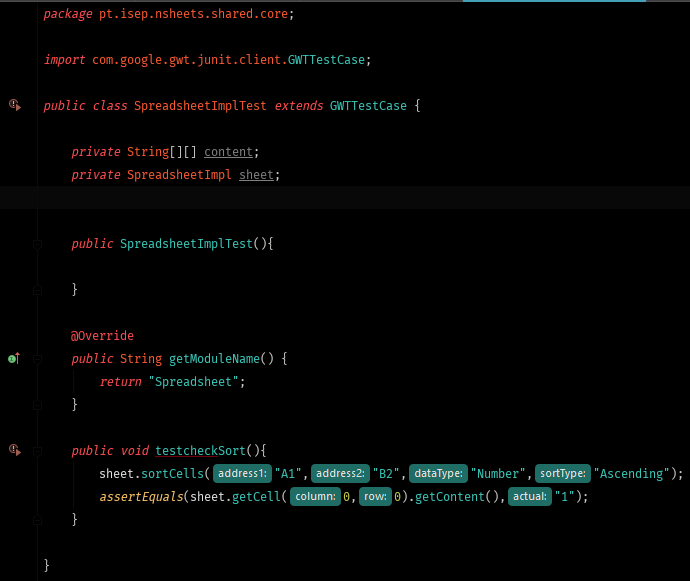 package pt.isep.nsheets.shared.core;
import com.google.gwt.junit.client.GWTTestCase;
public class SpreadsheetImplTest extends GWTTestCase {
private String[][] content;
private SpreadsheetImpl sheet;
public SpreadsheetImplTest(){
}
@Override
public String getModuleName() {
return "Spreadsheet";
}
public void testcheckSort(){
sheet.sortCells( address1: "A1", address2: "B2", dataType: "Number", sortType: "Ascending");
assertEquals(sheet.getCell( column: 0, row: 0).getContent(), actual: "1");
}
}